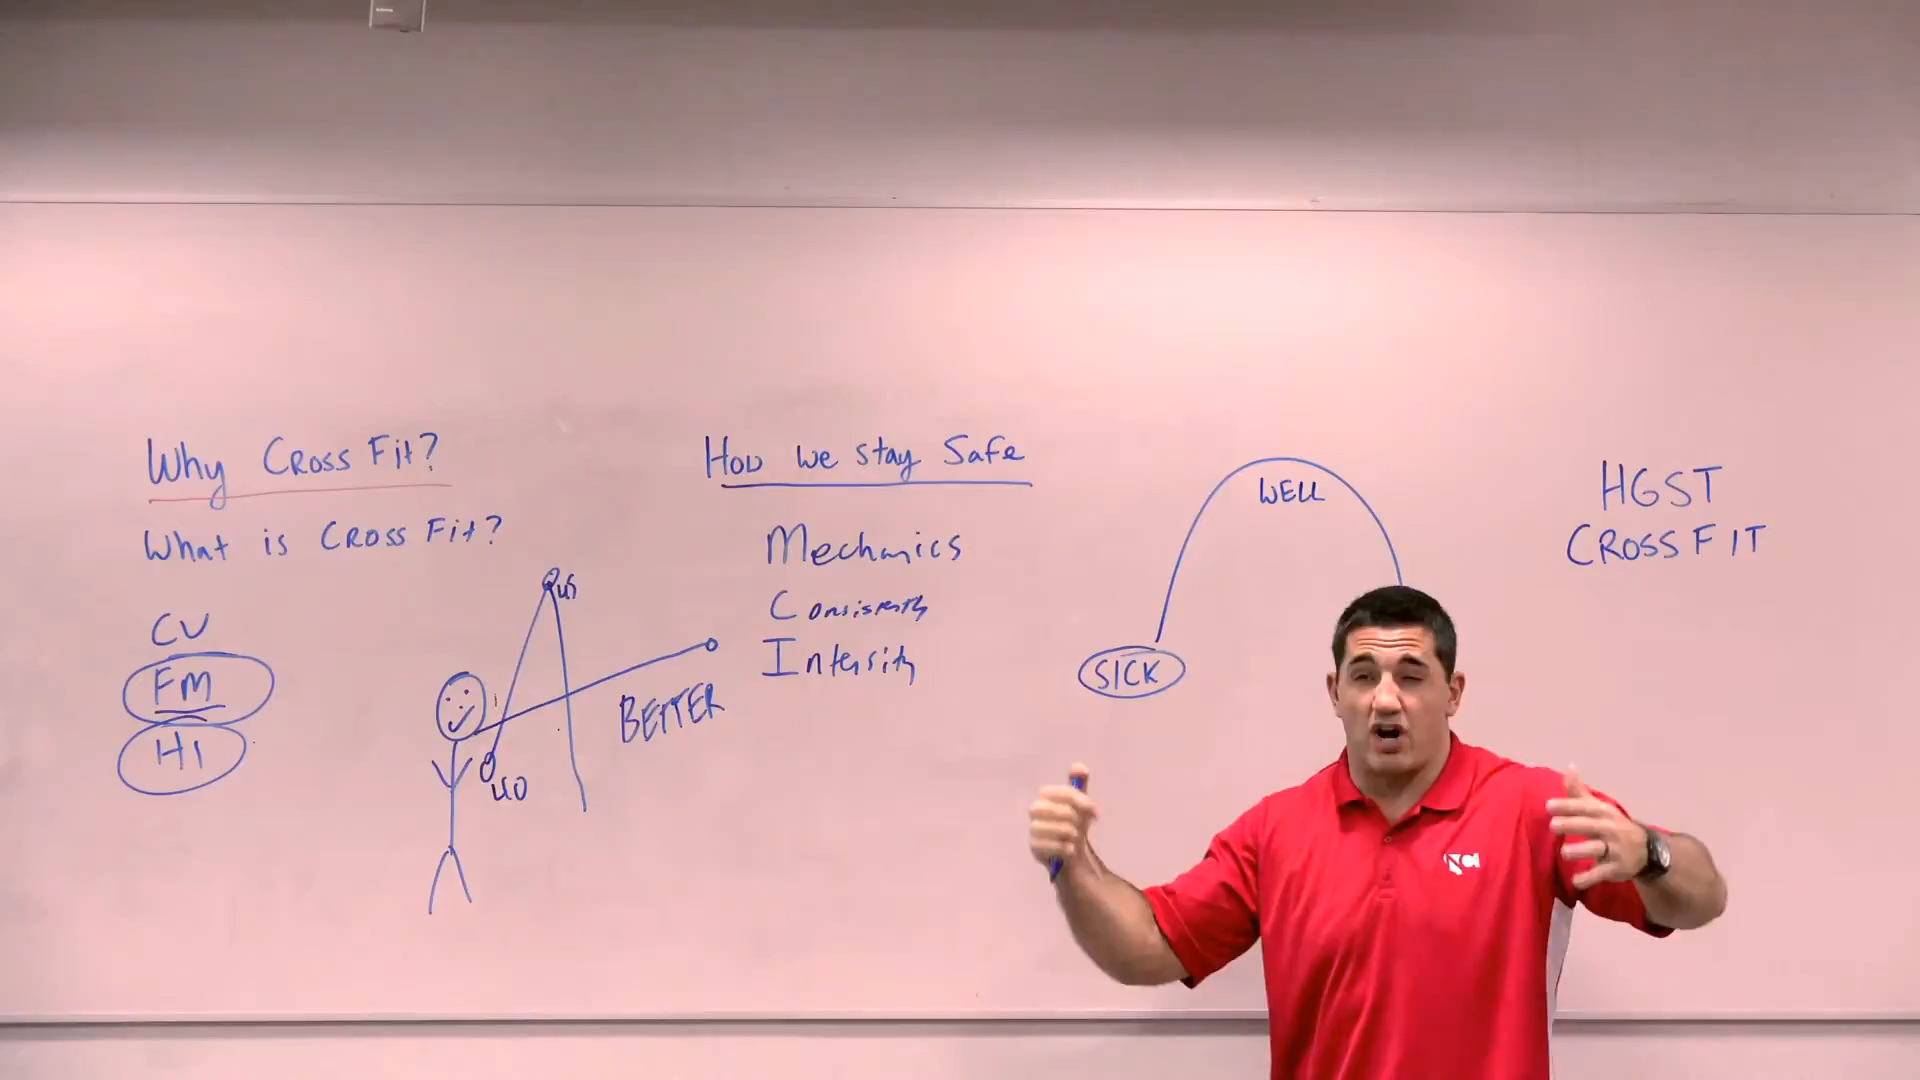 Why CrossFit?
What is CrossFit?
CV
FM
HI
BETTER
How we stay Safe
Mechanics
Consistency
Intensity
WELL
SICK
HGST
CROSSFIT